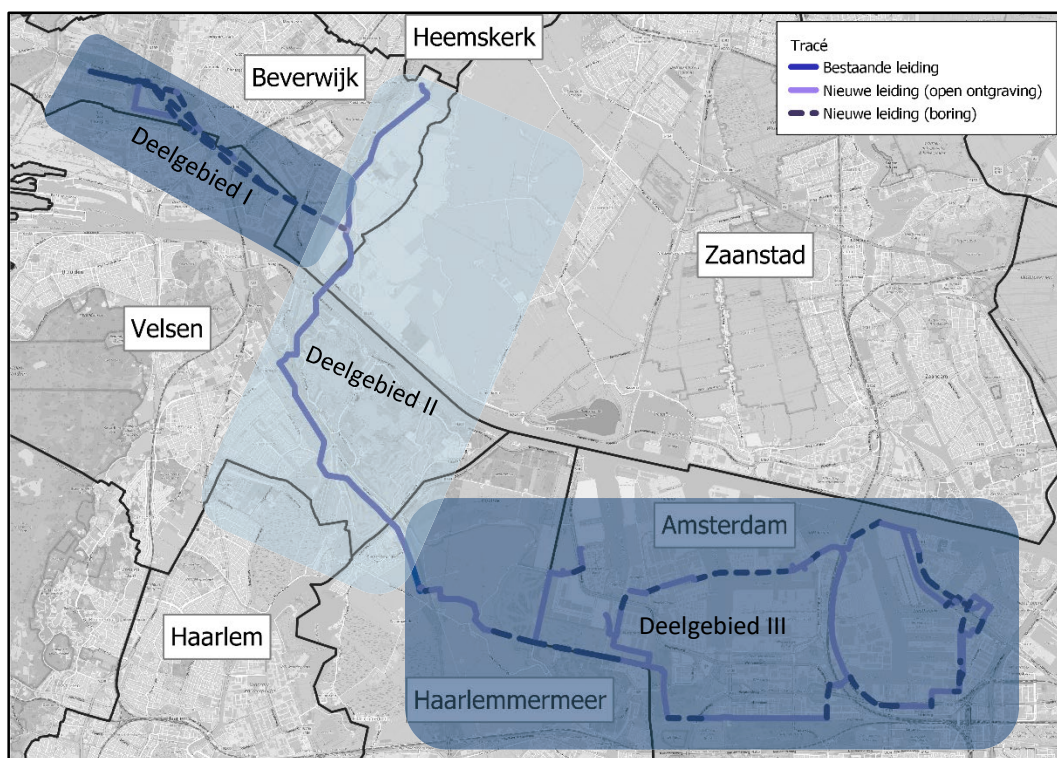 Heemskerk
Beverwijk
Tracé
Bestaande leiding
Nieuwe leiding (open ontgraving)
Nieuwe leiding (boring)
Deelgebied I
Zaanstad
Velsen
Deelgebied II
Amsterdam
Deelgebied III
Haarlem
Haarlemmermeer